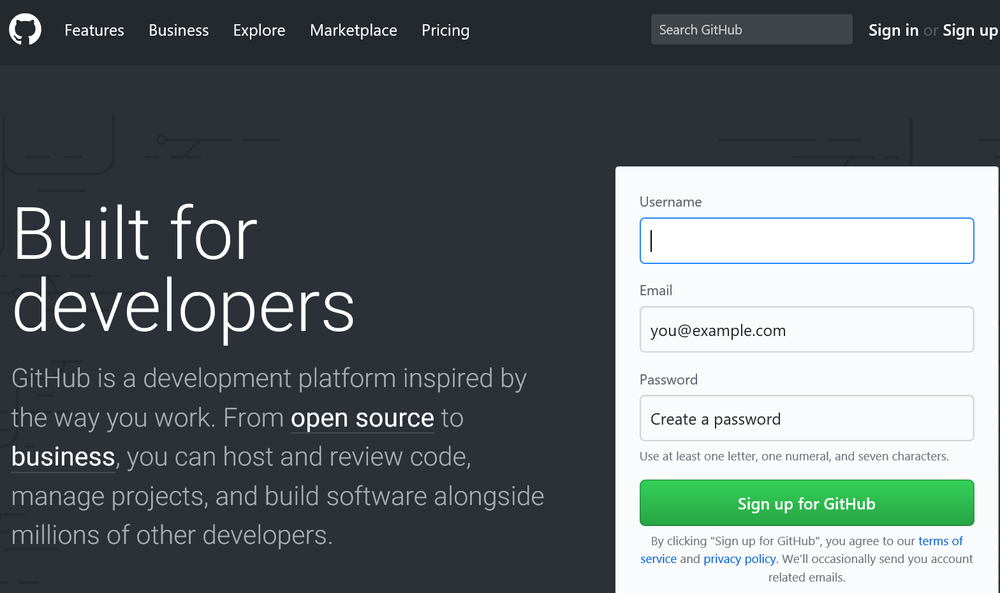 Features Business Explore Marketplace Pricing Search GitHub Sign in or Sign up
Built for
developers
GitHub is a development platform inspired by
the way you work. From open source to
business, you can host and review code,
manage projects, and build software alongside
millions of other developers.
Username
Email
you@example.com
Password
Create a password
Use at least one letter, one numeral, and seven characters.
Sign up for GitHub
By clicking "Sign up for GitHub", you agree to our terms of
service and privacy policy. We’ll occasionally send you account
related emails.